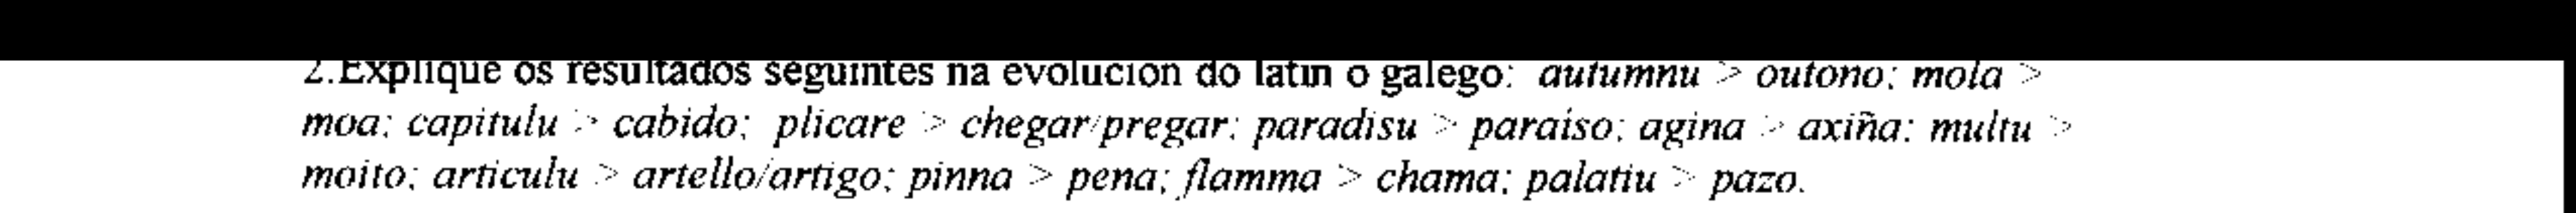 2.Explique os resultados seguintes na evolución do latín o galego: autumnu > outono; mola >
moa; capitulu > cabido; plicare > chegar/pregar; paradisu > paraíso; agina > axiña; multu >
moito; articulu > artello/artigo; pinna > pena; flamma > chama; palatiu > pazo.